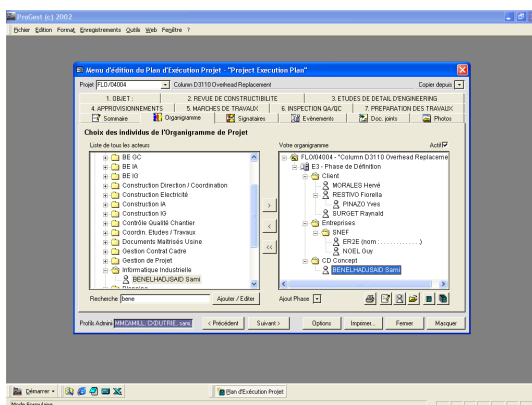 ProGest (c) 2002
Fichier Edition Format Enregistrements Outils Web Fenêtre ?
Menu d'édition du Plan d'Exécution Projet - "Project Execution Plan"
Projet FLO/04004 Column D3110 Overhead Replacement Copier depuis
1. OBJET : 2. REVUE DE CONSTRUCTIBILITE 3. ETUDES DE DETAIL D'ENGINEERING
4. APPROVISIONNEMENTS 5. MARCHES DE TRAVAUX 6. INSPECTION QA/QC 7. PREPARATION DES TRAVAUX
Sommaire Organigramme Signataires Evènements Doc. joints Photos
Choix des individus de l'Organigramme de Projet
Liste de tous les acteurs Votre organigramme Actif
BE GC
BE IA
BE IG
Construction Direction / Coordination
Construction Electricité
Construction IA
Construction IG
Contrôle Qualité Chantier
Coordin. Etudes / Travaux
Documents Maîtrisés Usine
Gestion Contrat Cadre
Gestion de Projet
Informatique Industrielle
BENELHADJSAID Sami
>
<
<<
FLO/04004 - "Column D3110 Overhead Replaceme
E3 - Phase de Définition
Client
MORALES Hervé
RESTIVO Fiorella
PINAZO Yves
SURGET Raynald
Entreprises
SNEF
ER2E (nom : ..............)
NOEL Guy
CD Concept
BENELHADJSAID Sami
Recherche bene Ajouter / Editer Ajout Phase
Profils Admini < Précédent Suivant > Options Imprimer... Fermer Masquer
Démarrer Plan d'Exécution Projet
Mode Formulaire